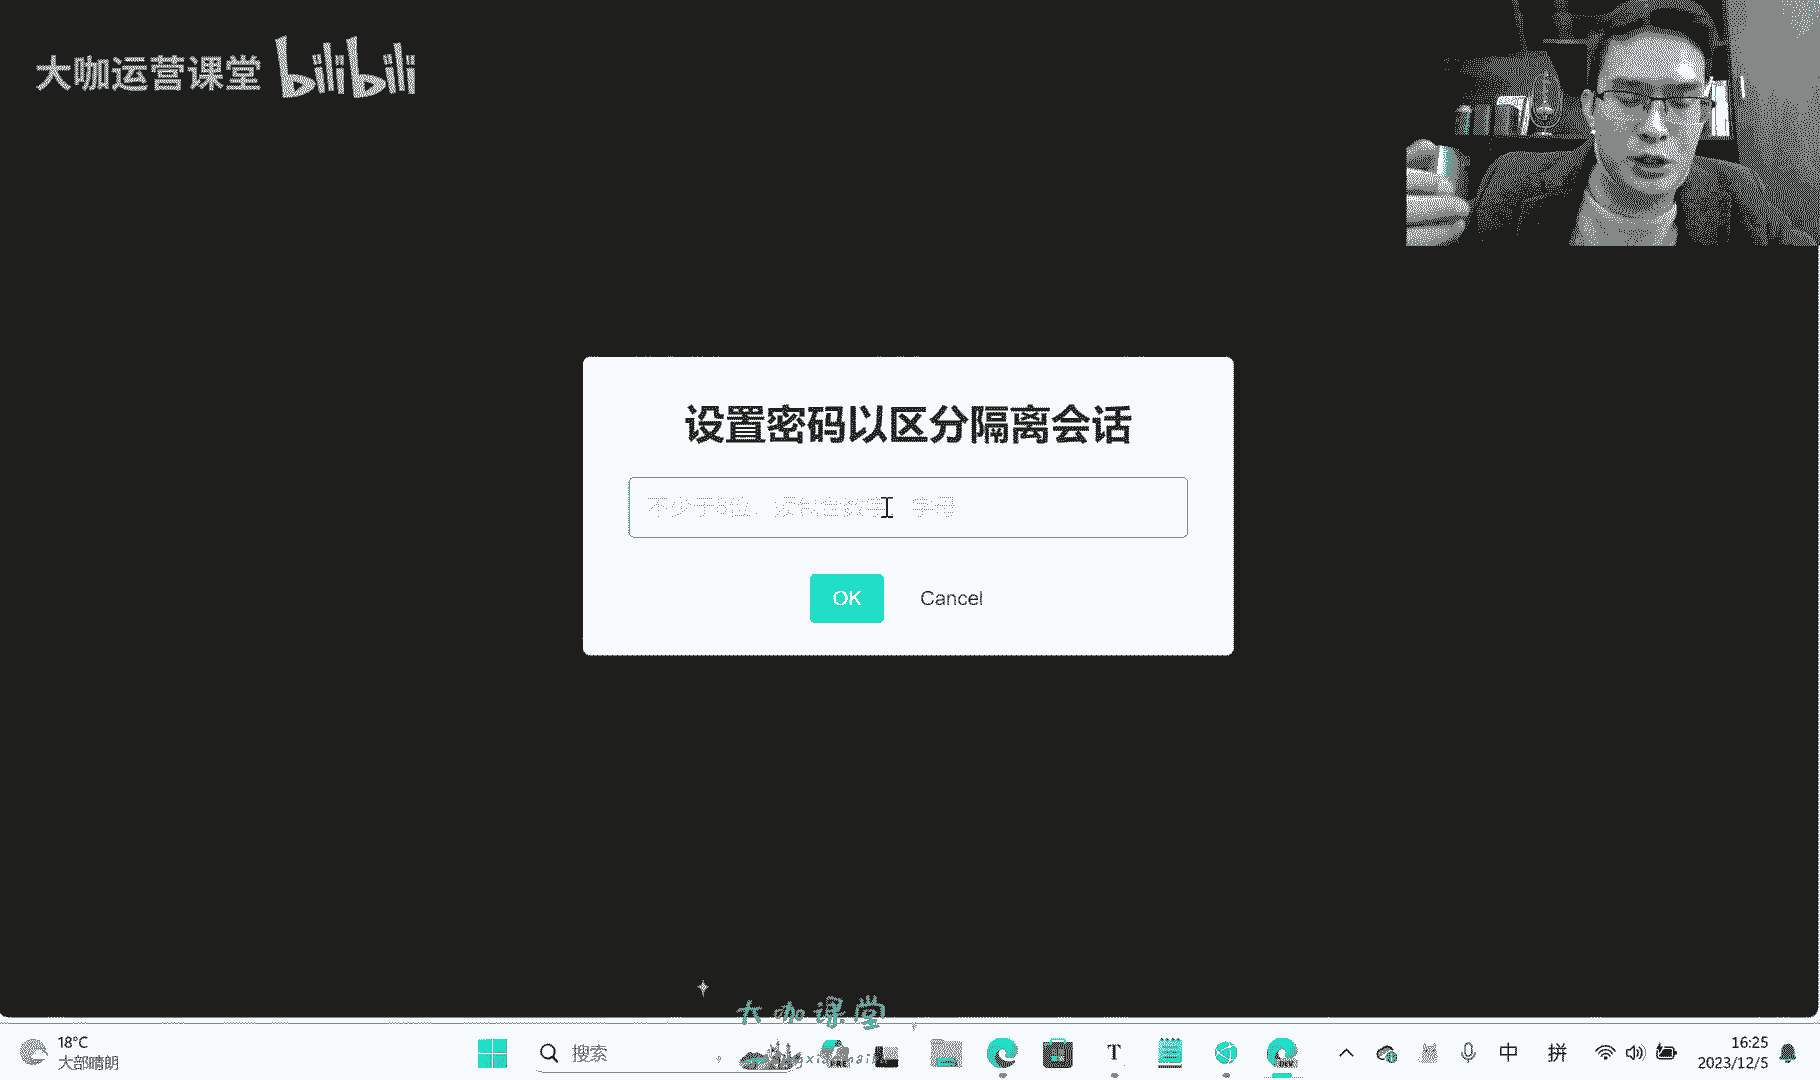 大咖运营课堂 bilibili
设置密码以区分隔离会话
不少于8位，须包含数字、字母
OK Cancel
大咖课堂
18°C
大部晴朗
搜索
PRE
T
DEV
中
拼
16:25
2023/12/5